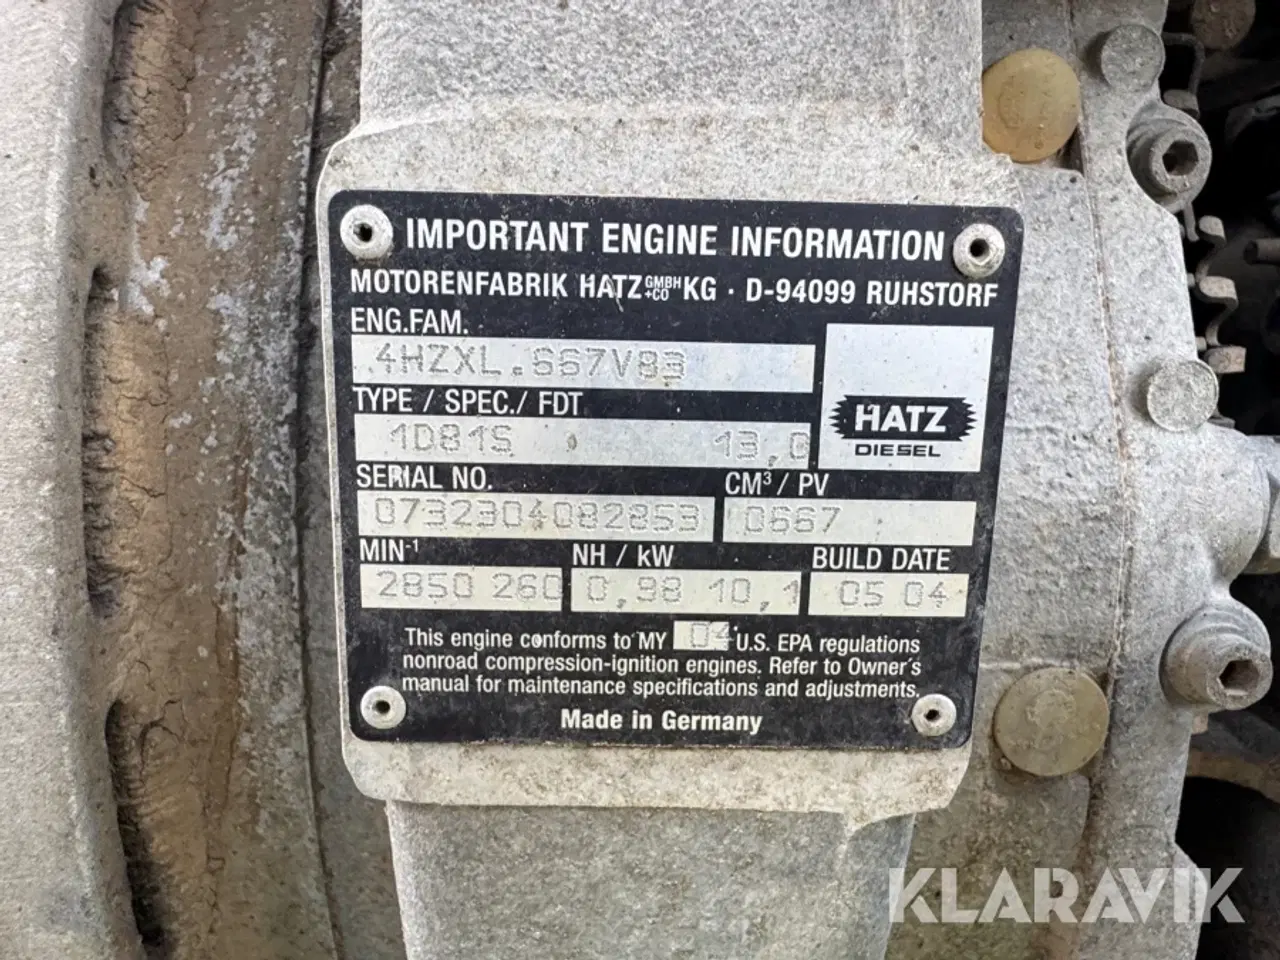 IMPORTANT ENGINE INFORMATION
MOTORENFABRIK HATZ GMBH +CO KG · D-94099 RUHSTORF
ENG.FAM.
4HZXL.667V83
TYPE / SPEC./ FDT
1D81S 13,0
HATZ
DIESEL
SERIAL NO. CM³ / PV
0732304082853 0667
MIN-1 NH / kW BUILD DATE
2850 260 0,98 10,1 05 04
This engine conforms to MY 04 U.S. EPA regulations
nonroad compression-ignition engines. Refer to Owner's
manual for maintenance specifications and adjustments.
Made in Germany
KLARAVIK